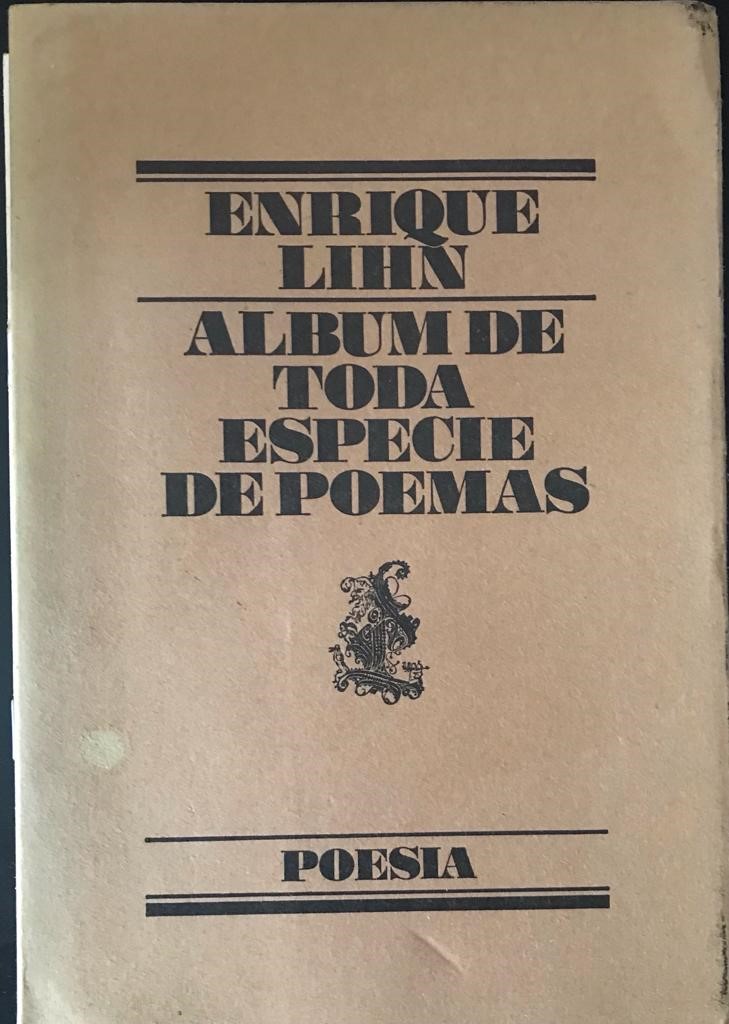 ENRIQUE
LIHN
ALBUM DE
TODA
ESPECIE
DE POEMAS
POESIA